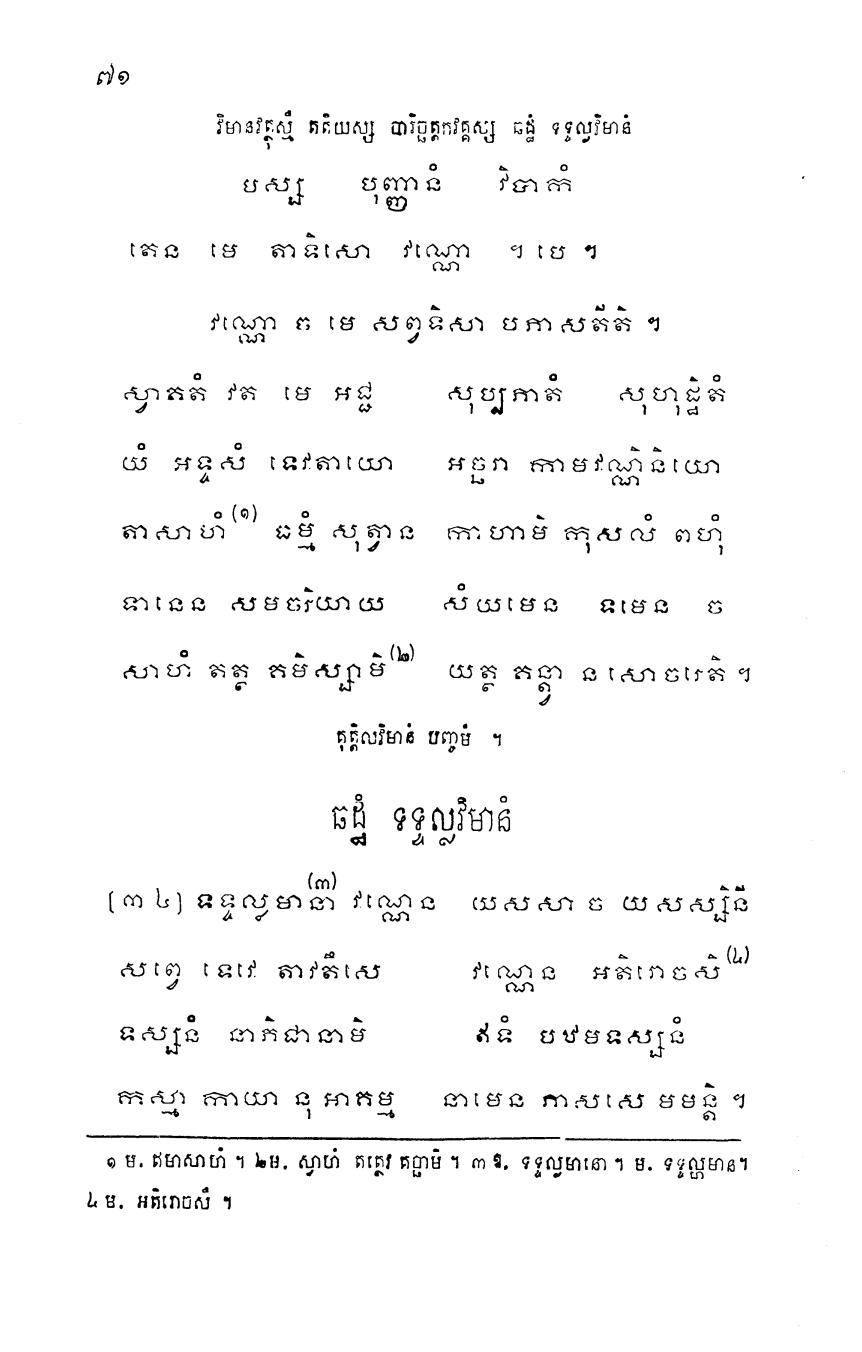 ៧១
វិមានវត្ថុស្មឹ តតិយស្ស បារិច្ឆត្តកវគ្គស្ស ឆដ្ឋំ ទទ្ទល្លវិមានំ
បស្ស បុញ្ញានំ វិបាកំ
តេន មេ តាទិសោ វណ្ណោ ។ បេ ។
វណ្ណោ ច មេ សព្វទិសា បភាសតីតិ ។
ស្វាគតំ វត មេ អជ្ជ សុប្បភាតំ សុហុដ្ឋិតំ
យំ អទ្ទសំ ទេវតាយោ អច្ឆរា កាមវណ្ណិនិយោ
តាសាហំ(១) ធម្មំ សុត្វាន កាហាមិ កុសលំ ពហុំ
ទានេន សមចរិយាយ សំយមេន ទមេន ច
សាហំ តត្ថ គមិស្សាមិ(២) យត្ថ គន្ត្វា ន សោចរេតិ ។
គុត្តិលវិមានំ បញ្ចមំ ។
ឆដ្ឋំ ទទ្ទល្លវិមានំ
[៣៤] ទទ្ទល្លមានា(៣) វណ្ណេន យសសា ច យសស្សិនី
សព្វេ ទេវេ តាវតឹសេ វណ្ណេន អតិរោចសិ(៤)
ទស្សនំ នាភិជានាមិ ឥទំ បឋមទស្សនំ
កស្មា កាយា នុ អាគម្ម នាមេន ភាសសេ មមន្តិ ។
១ ម. ឥមាសាហំ ។ ២ ម. ស្វាហំ តត្ថេវ គច្ឆាមិ ។ ៣ ឱ. ទទ្ទល្លមានោ ។ ម. ទទ្ទល្លមាន។
៤ ម. អតិរោចសី ។